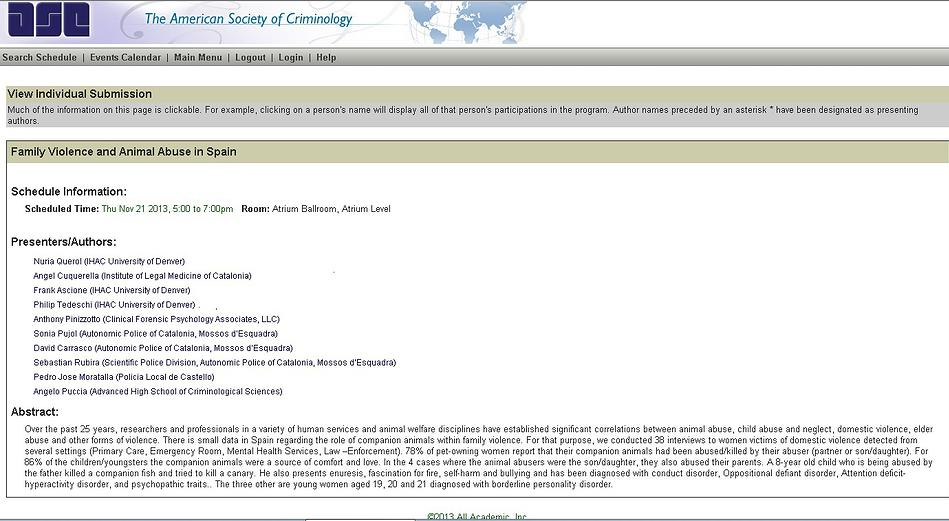 asc The American Society of Criminology
Search Schedule | Events Calendar | Main Menu | Logout | Login | Help
View Individual Submission
Much of the information on this page is clickable. For example, clicking on a person's name will display all of that person's participations in the program. Author names preceded by an asterisk * have been designated as presenting
authors.
Family Violence and Animal Abuse in Spain
Schedule Information:
Scheduled Time: Thu Nov 21 2013, 5:00 to 7:00pm Room: Atrium Ballroom, Atrium Level
Presenters/Authors:
Nuria Querol (IHAC University of Denver)
Angel Cuquerella (Institute of Legal Medicine of Catalonia)
Frank Ascione (IHAC University of Denver)
Philip Tedeschi (IHAC University of Denver) .
Anthony Pinizzotto (Clinical Forensic Psychology Associates, LLC)
Sonia Pujol (Autonomic Police of Catalonia, Mossos d'Esquadra)
David Carrasco (Autonomic Police of Catalonia, Mossos d'Esquadra)
Sebastian Rubira (Scientific Police Division, Autonomic Police of Catalonia, Mossos d'Esquadra)
Pedro Jose Moratalla (Policia Local de Castello)
Angelo Puccia (Advanced High School of Criminological Sciences)
Abstract:
Over the past 25 years, researchers and professionals in a variety of human services and animal welfare disciplines have established significant correlations between animal abuse, child abuse and neglect, domestic violence, elder
abuse and other forms of violence. There is small data in Spain regarding the role of companion animals within family violence. For that purpose, we conducted 38 interviews to women victims of domestic violence detected from
several settings (Primary Care, Emergency Room, Mental Health Services, Law –Enforcement). 78% of pet-owning women report that their companion animals had been abused/killed by their abuser (partner or son/daughter). For
86% of the children/youngsters the companion animals were a source of comfort and love. In the 4 cases where the animal abusers were the son/daughter, they also abused their parents. A 8-year old child who is being abused by
the father killed a companion fish and tried to kill a canary. He also presents enuresis, fascination for fire, self-harm and bullying and has been diagnosed with conduct disorder, Oppositional defiant disorder, Attention deficit-
hyperactivity disorder, and psychopathic traits.. The three other are young women aged 19, 20 and 21 diagnosed with borderline personality disorder.
©2013 All Academic, Inc.